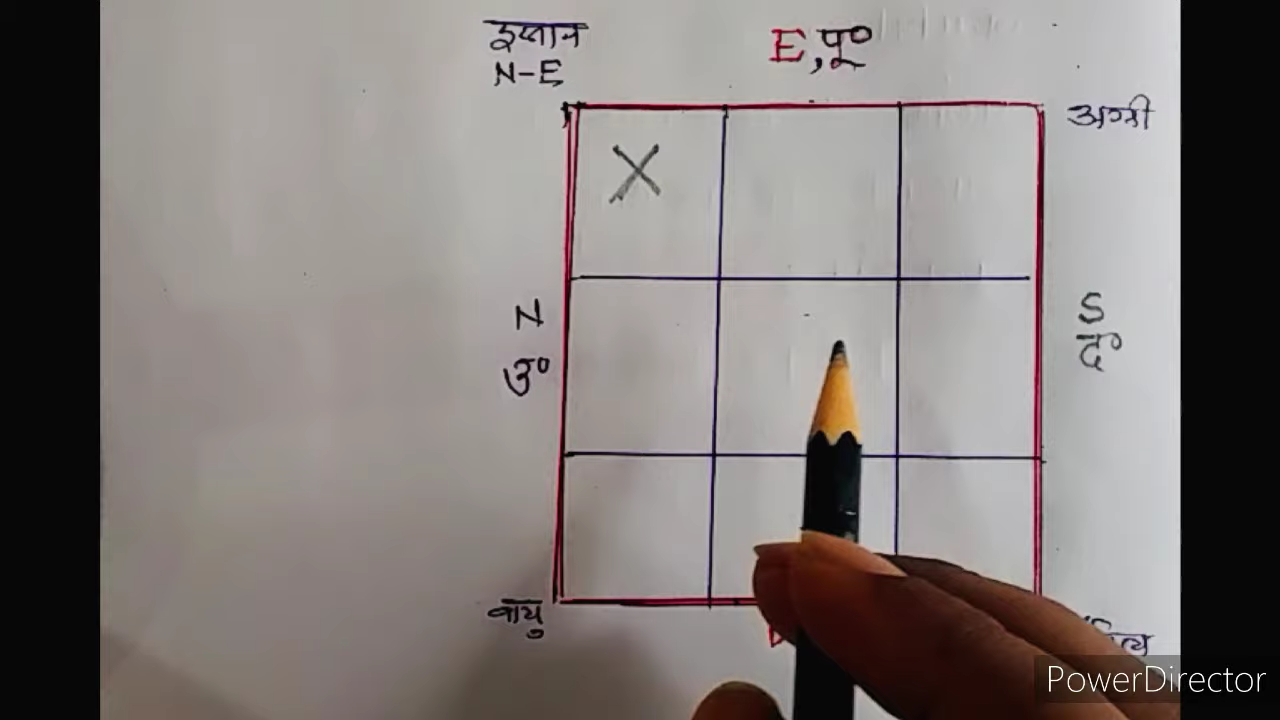 इशान
N-E
E,पू०
अग्नी
N
उ०
S
द०
वायु
PowerDirector